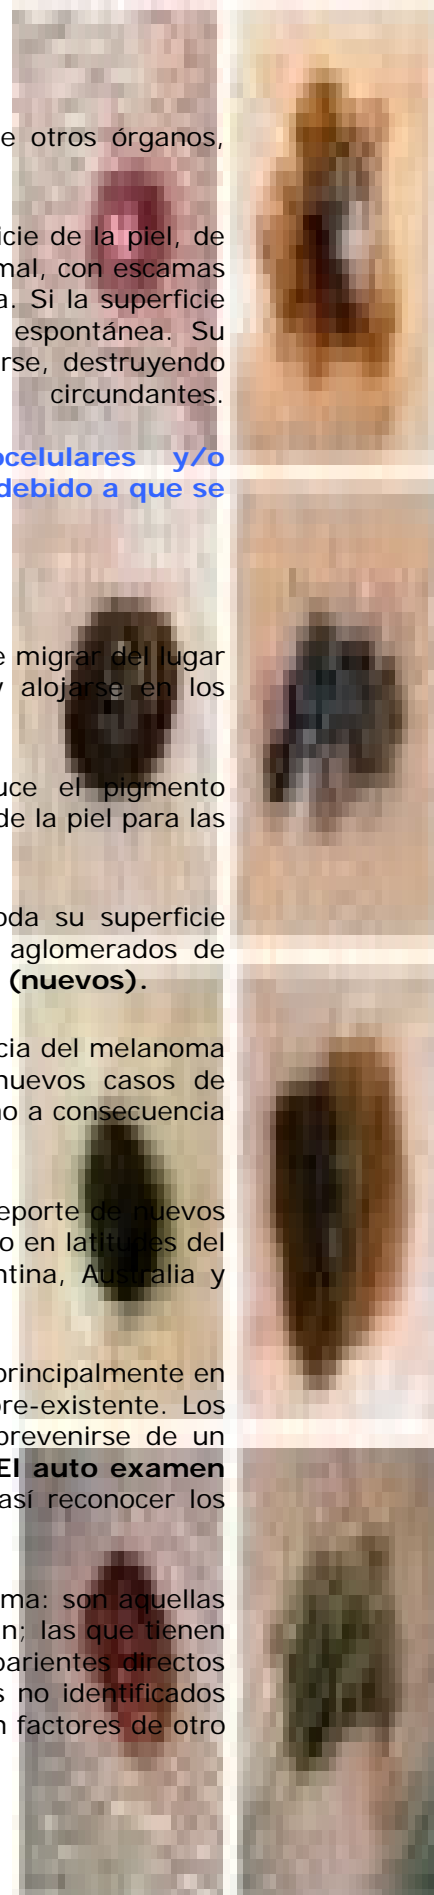 e otros órganos,
icie de la piel, de
mal, con escamas
a. Si la superficie
espontánea. Su
rse, destruyendo
circundantes.
ocelulares y/o
debido a que se
e migrar del lugar
y alojarse en los
uce el pigmento
de la piel para las
oda su superficie
aglomerados de
(nuevos).
cia del melanoma
nuevos casos de
no a consecuencia
eporte de nuevos
o en latitudes del
ntina, Australia y
principalmente en
pre-existente. Los
prevenirse de un
El auto examen
así reconocer los
ma: son aquellas
n; las que tienen
parientes directos
s no identificados
n factores de otro